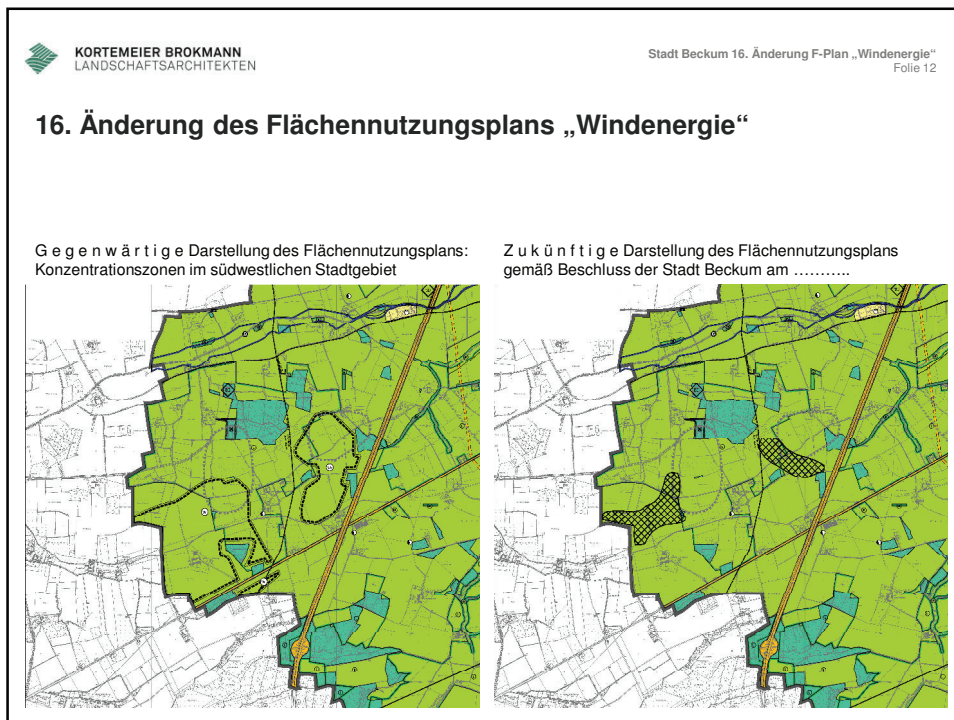 KORTEMEIER BROKMANN
LANDSCHAFTSARCHITEKTEN
Stadt Beckum 16. Änderung F-Plan „Windenergie“
Folie 12
16. Änderung des Flächennutzungsplans „Windenergie“
G e g e n w ä r t i g e Darstellung des Flächennutzungsplans:
Konzentrationszonen im südwestlichen Stadtgebiet
Z u k ü n f t i g e Darstellung des Flächennutzungsplans
gemäß Beschluss der Stadt Beckum am ………..